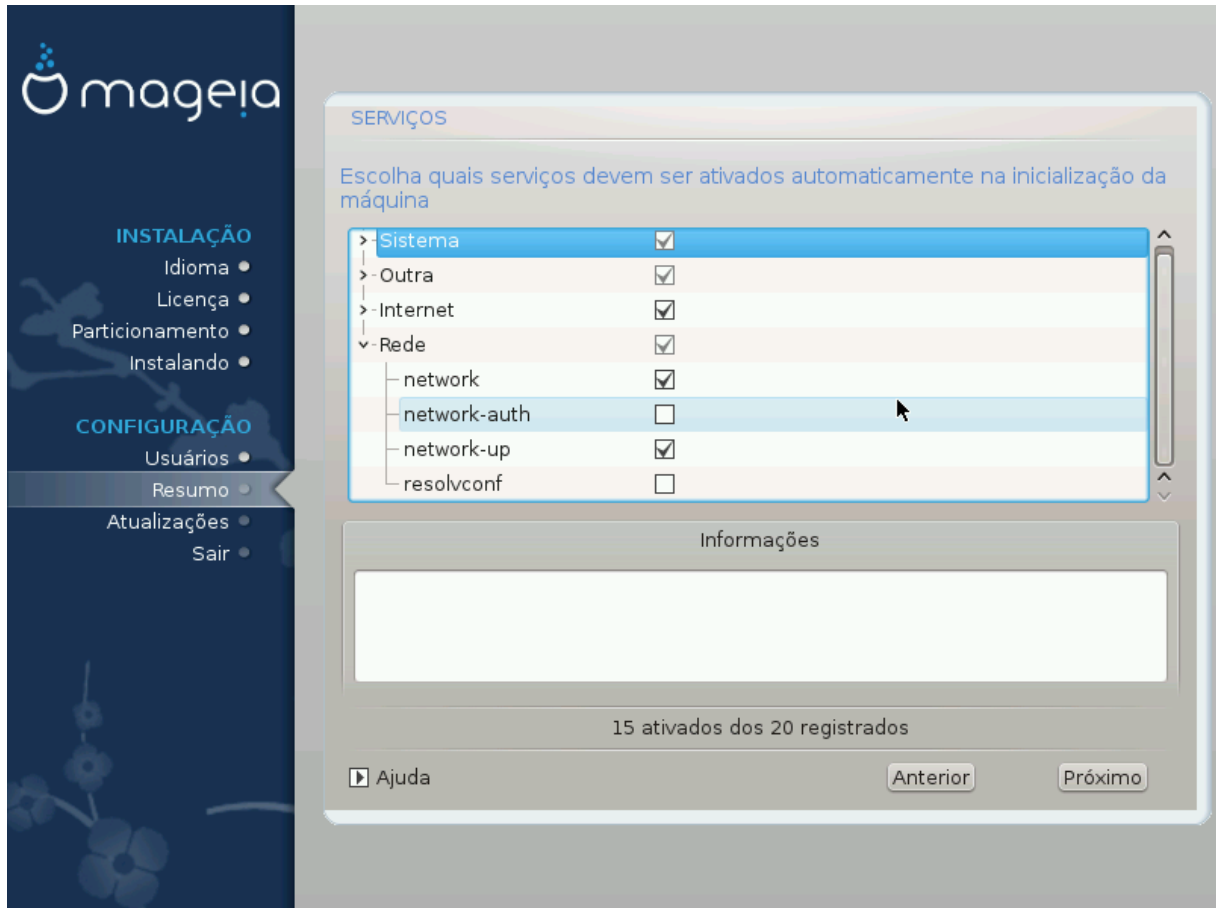 mageia
INSTALAÇÃO
Idioma
Licença
Particionamento
Instalando
CONFIGURAÇÃO
Usuários
Resumo
Atualizações
Sair
SERVIÇOS
Escolha quais serviços devem ser ativados automaticamente na inicialização da
máquina
Sistema
Outra
Internet
Rede
network
network-auth
network-up
resolvconf
Informações
15 ativados dos 20 registrados
Ajuda
Anterior
Próximo